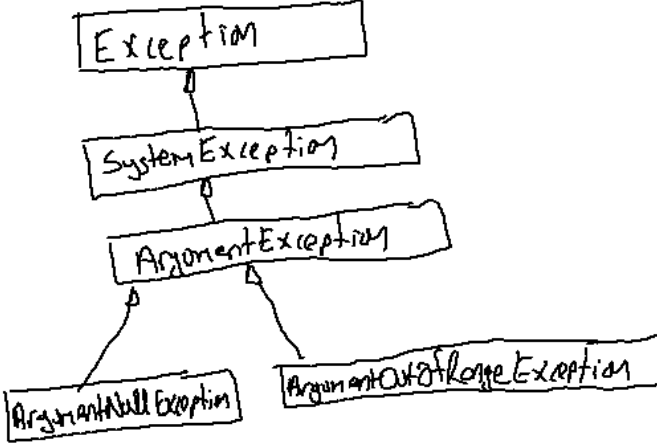 Exception
SystemException
ArgumentException
ArgumentNullException
ArgumentOutOfRangeException